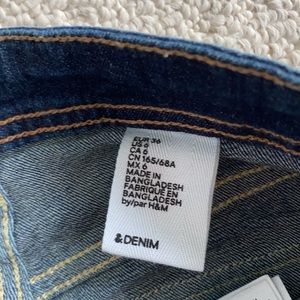 EUR 36
US 6
CA 6
CN 165/68A
MX 6
MADE IN
BANGLADESH
FABRIQUÉ EN
BANGLADESH
by/par H&M
&DENIM